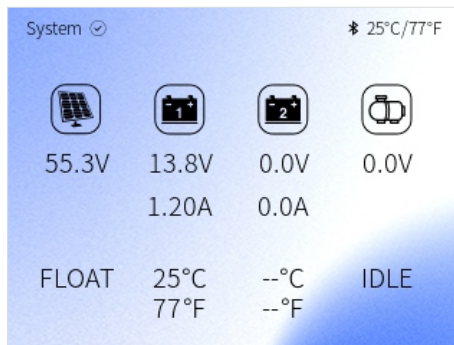 System 25°C/77°F
1 2
55.3V 13.8V 0.0V 0.0V
1.20A 0.0A
FLOAT 25°C --°C IDLE
77°F --°F